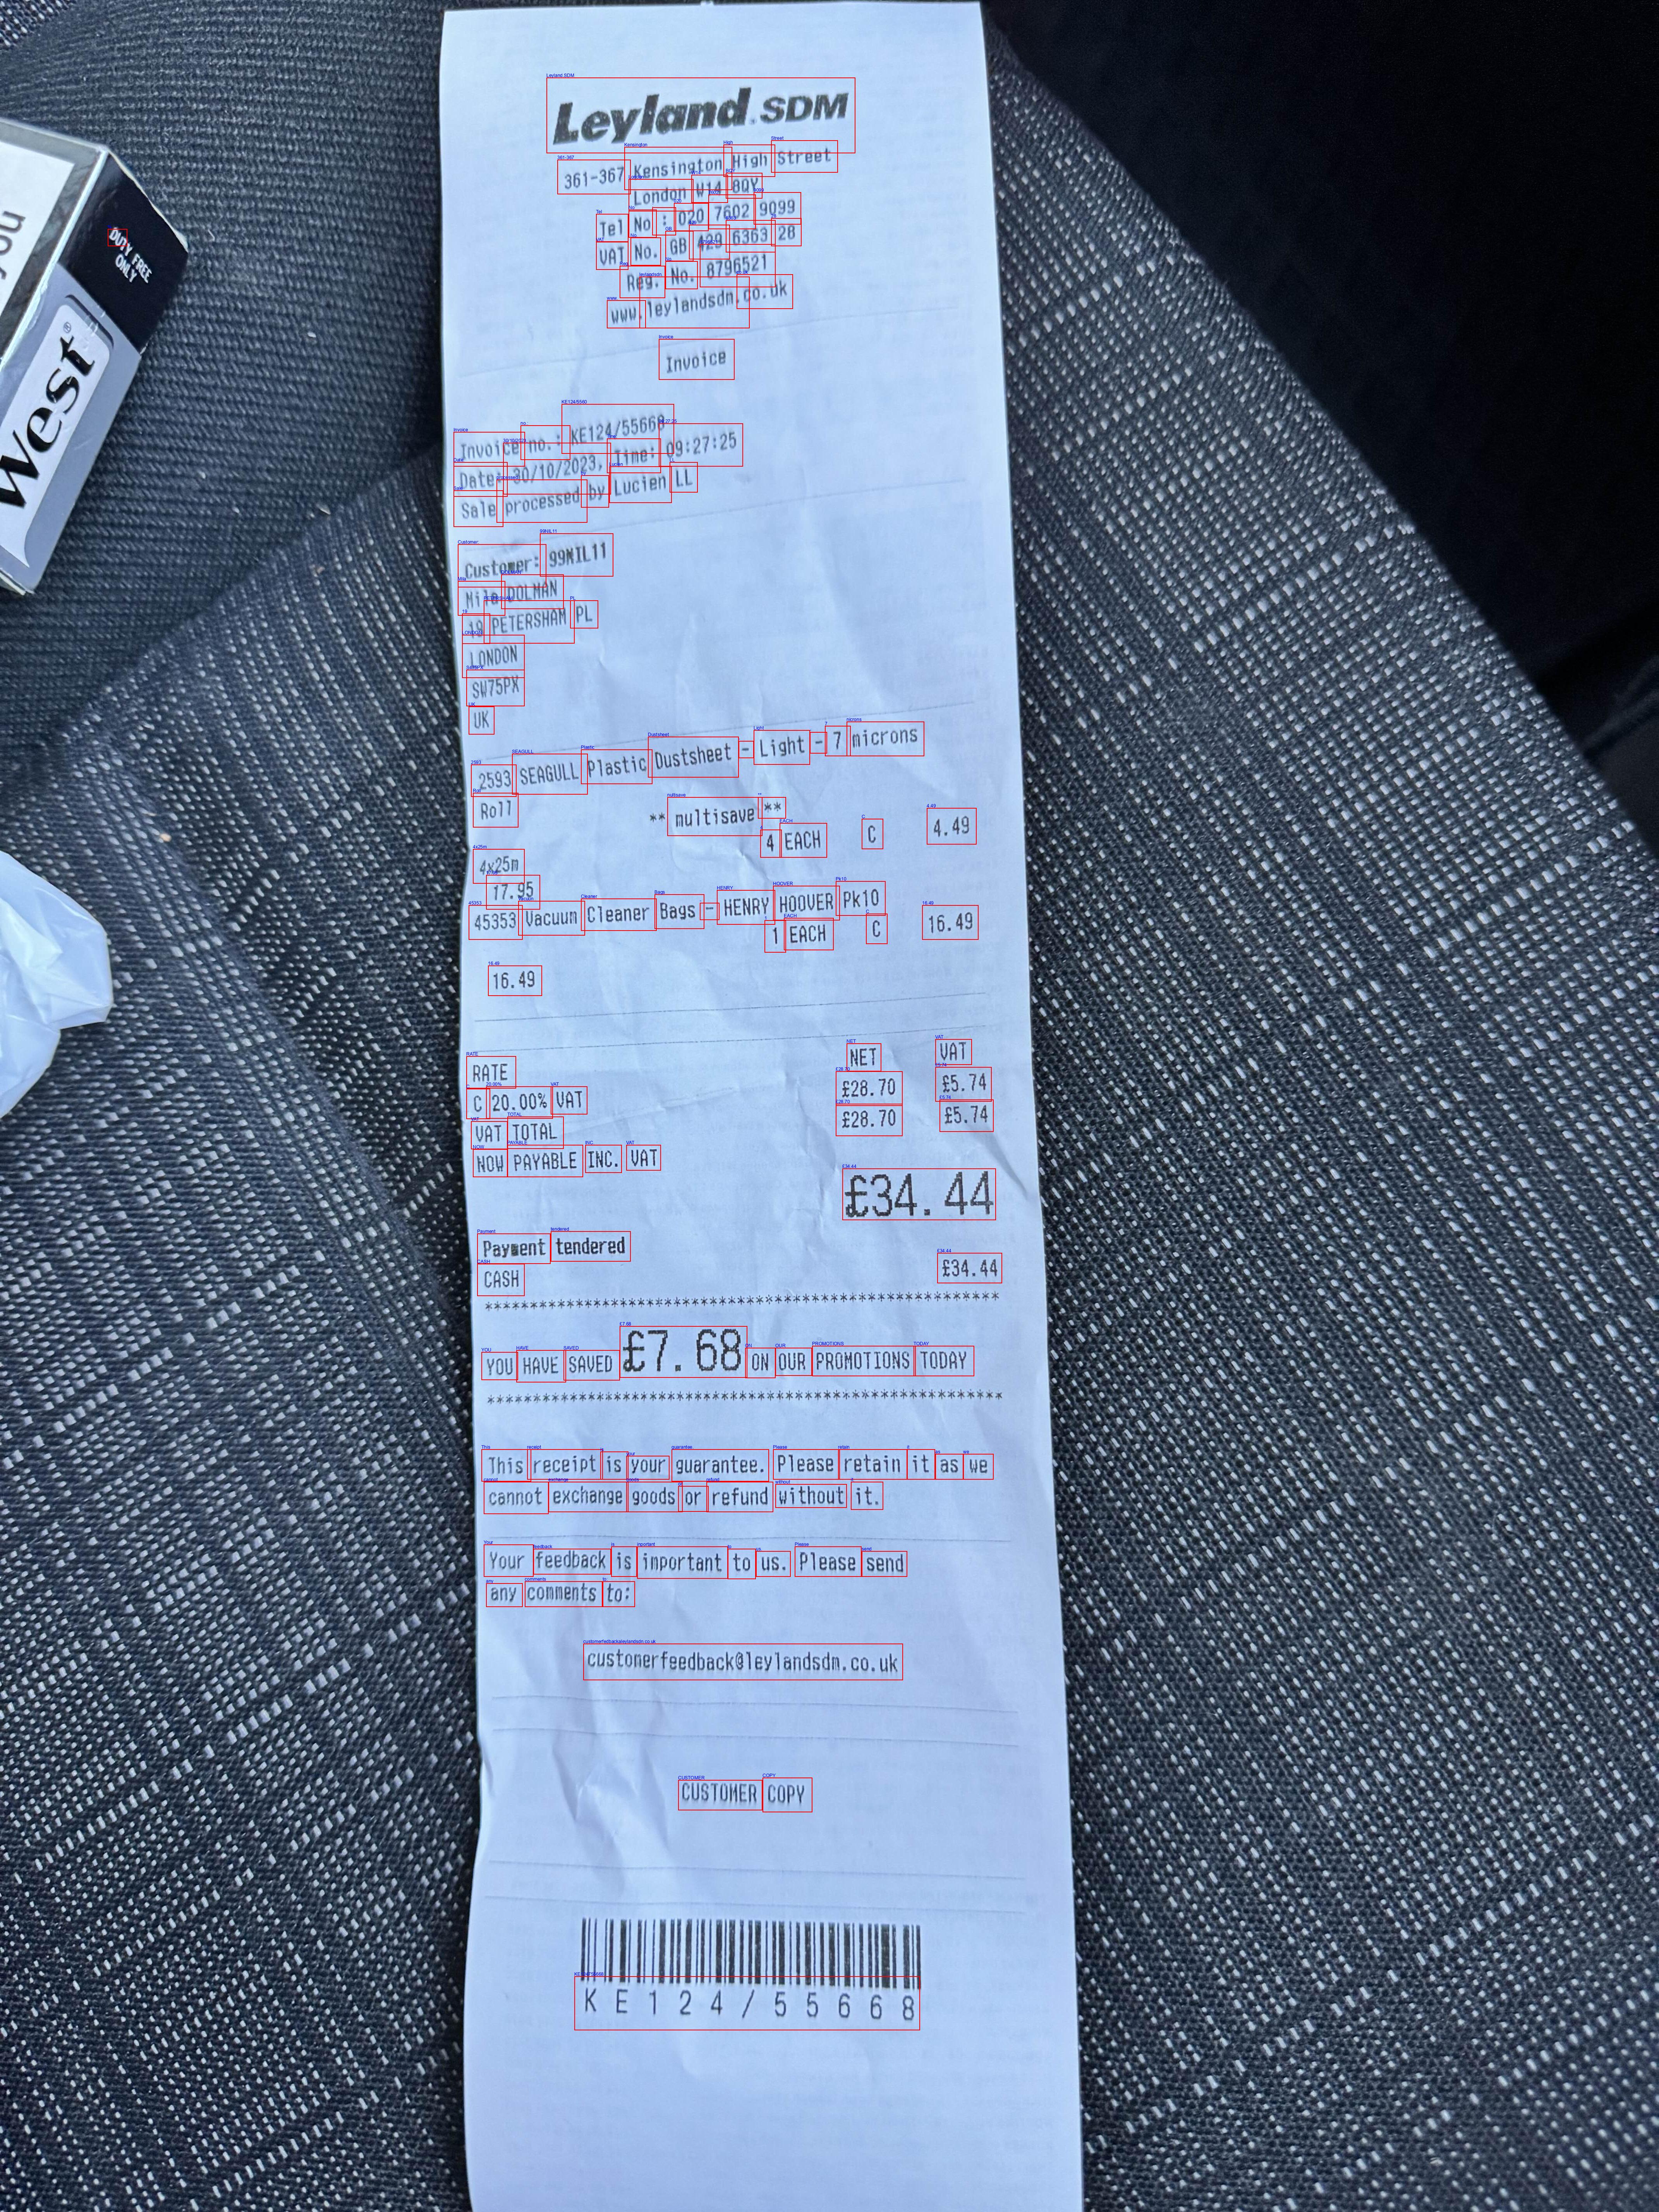 Leyland SDM
361-367 Kensington High Street
London W14 8QY
Tel No : 020 7602 9099
VAT No. GB 429 6363 28
Reg. No. 8796521
www.leylandsdm.co.uk
Invoice
Invoice no.: KE124/55668
Date: 30/10/2023, Time: 09:27:25
Sale processed by Lucien LL
Customer: 99NIL11
Mila DOLMAN
19 PETERSHAM PL
LONDON
SW75PX
UK
2593 SEAGULL Plastic Dustsheet - Light - 7 microns
Roll ** multisave **
4 EACH C 4.49
4x25m
17.95
45353 Vacuum Cleaner Bags - HENRY HOOVER Pk10
1 EACH C 16.49
16.49
RATE NET VAT
C 20.00% VAT £28.70 £5.74
VAT TOTAL £28.70 £5.74
NOW PAYABLE INC. VAT
£34.44
Payment tendered
CASH £34.44
YOU HAVE SAVED £7.68 ON OUR PROMOTIONS TODAY
This receipt is your guarantee. Please retain it as we
cannot exchange goods or refund without it.
Your feedback is important to us. Please send
any comments to:
customerfeedback@leylandsdm.co.uk
CUSTOMER COPY
KE124/55668
DUTY FREE
ONLY
West
you